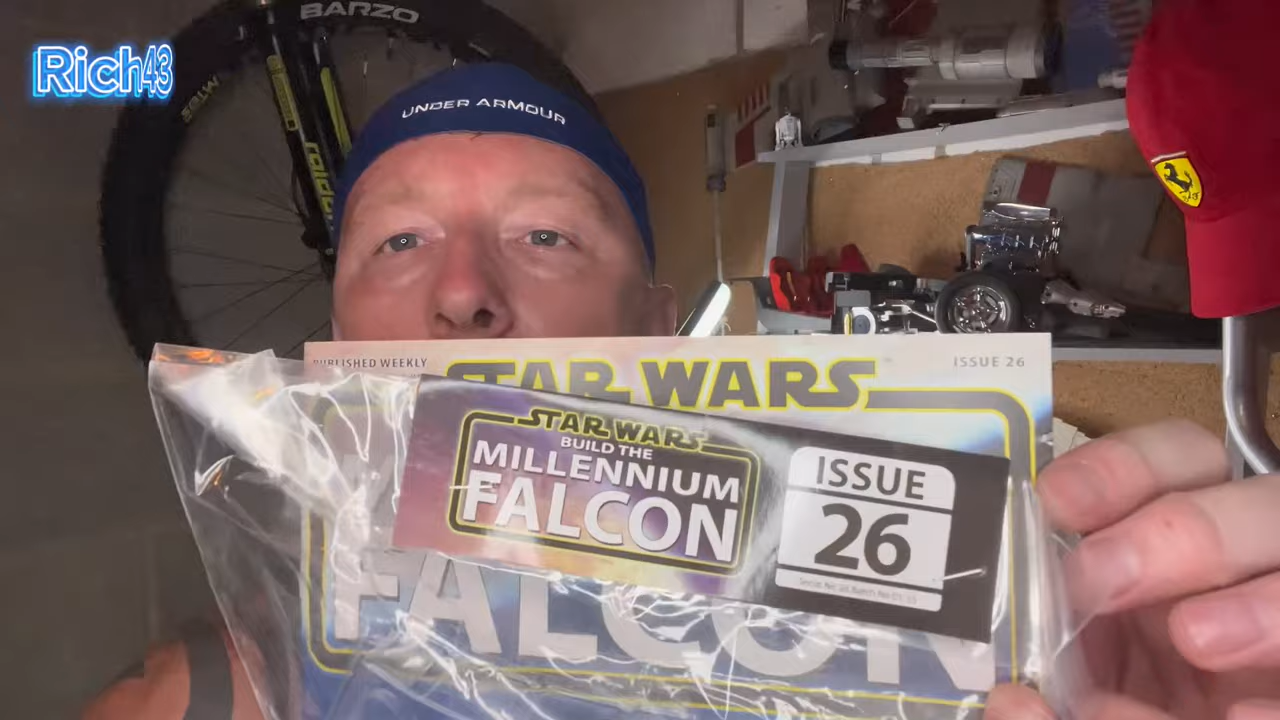 Rich43
BARZO
UNDER ARMOUR
raidon
PUBLISHED WEEKLY
ISSUE 26
STAR WARS
STAR WARS
BUILD THE
MILLENNIUM
FALCON
ISSUE
26
FALCON